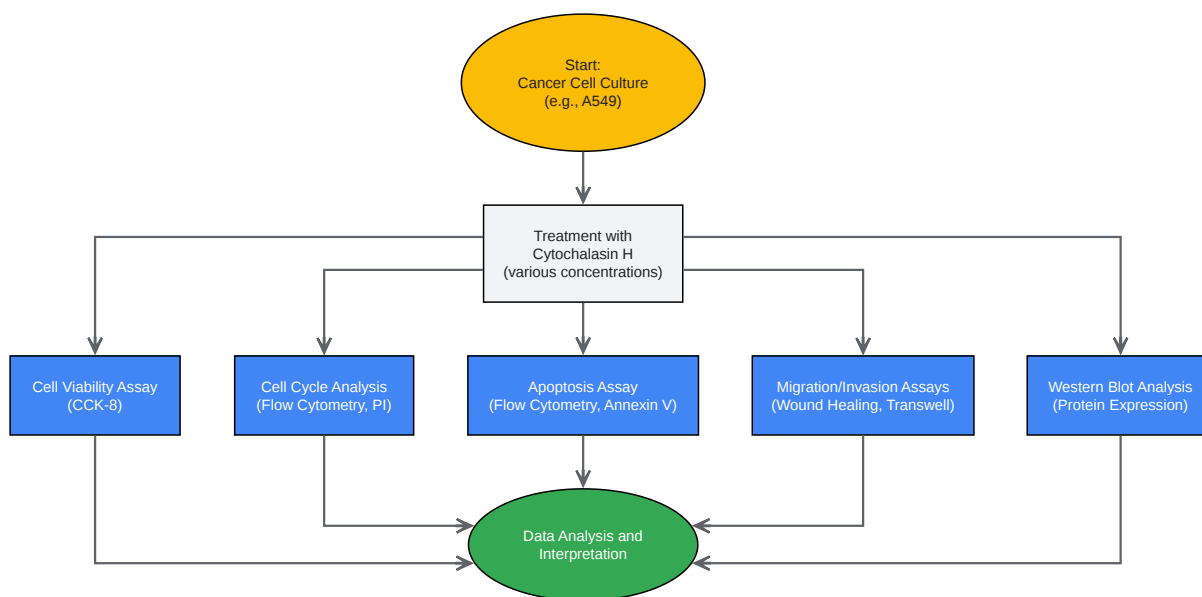 Start:
Cancer Cell Culture
(e.g., A549)
Treatment with
Cytochalasin H
(various concentrations)
Cell Viability Assay
(CCK-8)
Cell Cycle Analysis
(Flow Cytometry, PI)
Apoptosis Assay
(Flow Cytometry, Annexin V)
Migration/Invasion Assays
(Wound Healing, Transwell)
Western Blot Analysis
(Protein Expression)
Data Analysis and
Interpretation